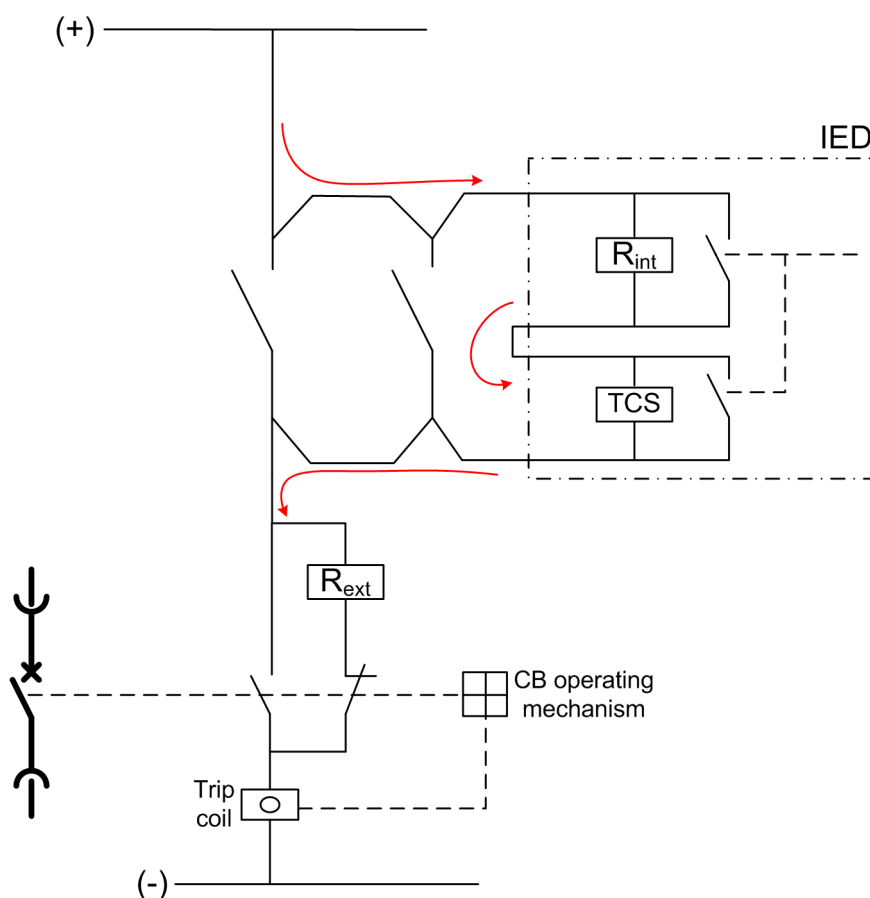 (+)
IED
Rint
TCS
Rext
CB operating
mechanism
Trip
coil
(-)